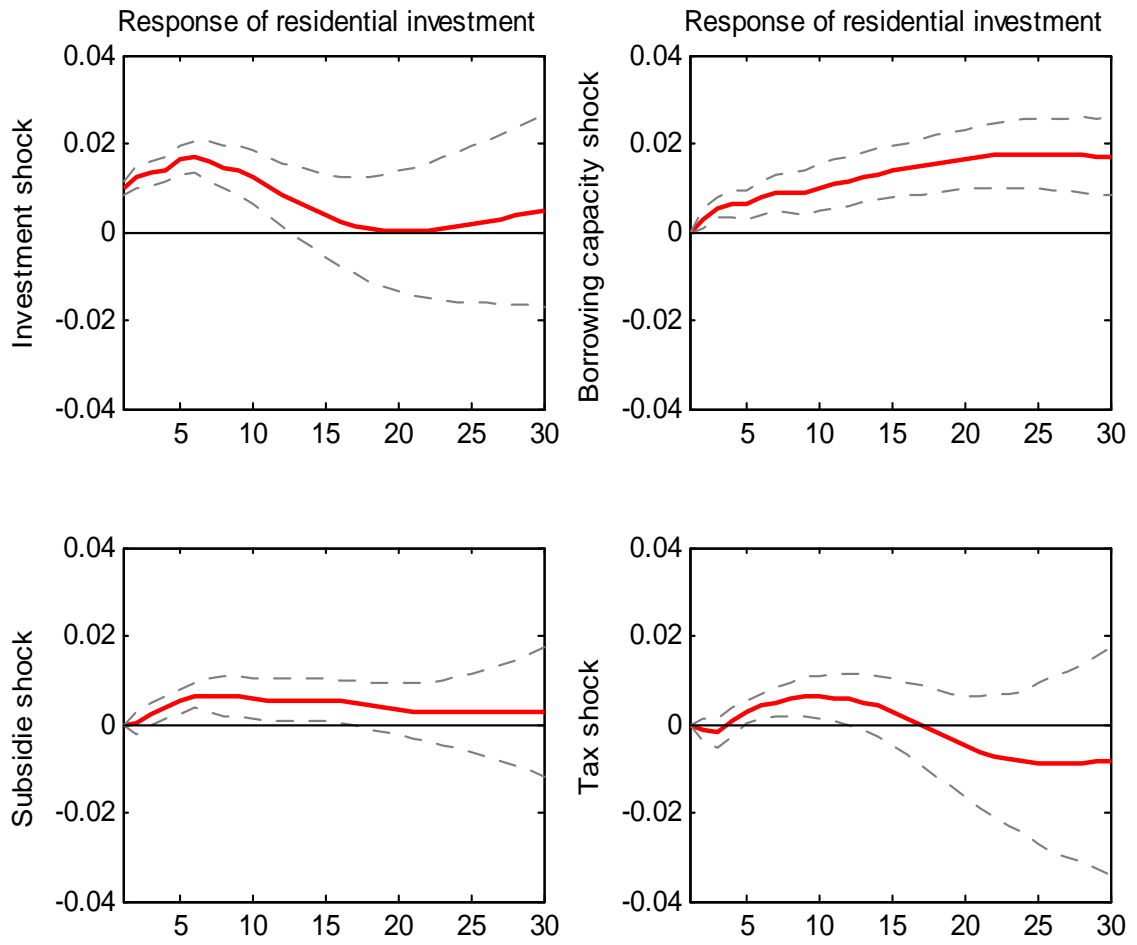 Response of residential investment
Response of residential investment
Investment shock
0.04
0.02
0
-0.02
-0.04
5 10 15 20 25 30
Borrowing capacity shock
0.04
0.02
0
-0.02
-0.04
5 10 15 20 25 30
Subsidie shock
0.04
0.02
0
-0.02
-0.04
5 10 15 20 25 30
Tax shock
0.04
0.02
0
-0.02
-0.04
5 10 15 20 25 30